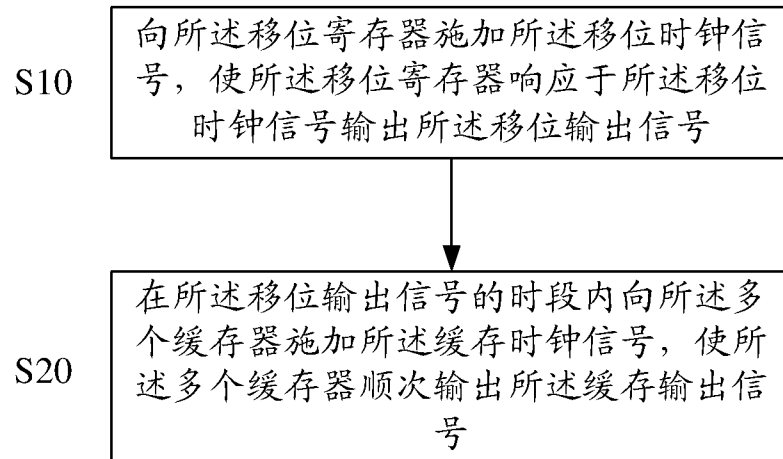 S10
向所述移位寄存器施加所述移位时钟信
号，使所述移位寄存器响应于所述移位
时钟信号输出所述移位输出信号
S20
在所述移位输出信号的时段内向所述多
个缓存器施加所述缓存时钟信号，使所
述多个缓存器顺次输出所述缓存输出信
号